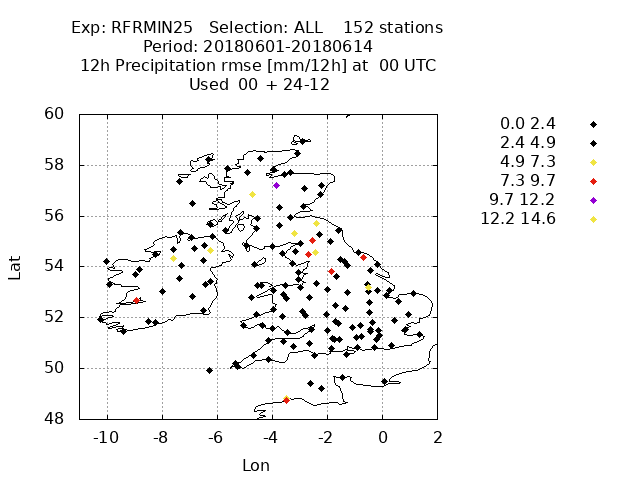 Exp: RFRMIN25 Selection: ALL 152 stations
Period: 20180601-20180614
12h Precipitation rmse [mm/12h] at 00 UTC
Used 00 + 24-12
60
58
56
54
52
50
48
-10 -8 -6 -4 -2 0 2
Lat
Lon
0.0 2.4
2.4 4.9
4.9 7.3
7.3 9.7
9.7 12.2
12.2 14.6